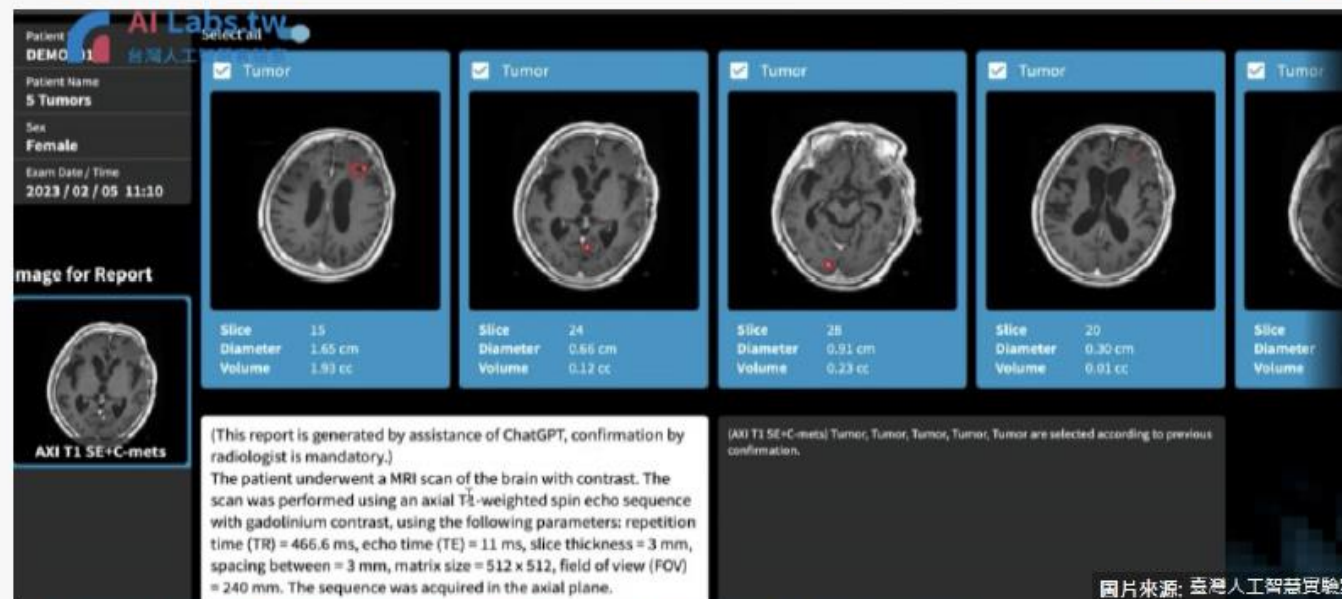 AI Labs.tw
Patient
DEMO 01
Patient Name
5 Tumors
Sex
Female
Exam Date / Time
2023 / 02 / 05 11:10
mage for Report
AXI T1 SE+C-mets
Select all
Tumor
Slice 15
Diameter 1.65 cm
Volume 1.93 cc
Tumor
Slice 24
Diameter 0.66 cm
Volume 0.12 cc
Tumor
Slice 28
Diameter 0.91 cm
Volume 0.23 cc
Tumor
Slice 20
Diameter 0.30 cm
Volume 0.01 cc
Tumor
Slice
Diameter
Volume
(This report is generated by assistance of ChatGPT, confirmation by
radiologist is mandatory.)
The patient underwent a MRI scan of the brain with contrast. The
scan was performed using an axial T1-weighted spin echo sequence
with gadolinium contrast, using the following parameters: repetition
time (TR) = 466.6 ms, echo time (TE) = 11 ms, slice thickness = 3 mm,
spacing between = 3 mm, matrix size = 512 x 512, field of view (FOV)
= 240 mm. The sequence was acquired in the axial plane.
(AXI T1 SE+C-mets) Tumor, Tumor, Tumor, Tumor, Tumor are selected according to previous
confirmation.
圖片來源: 臺灣人工智慧實驗